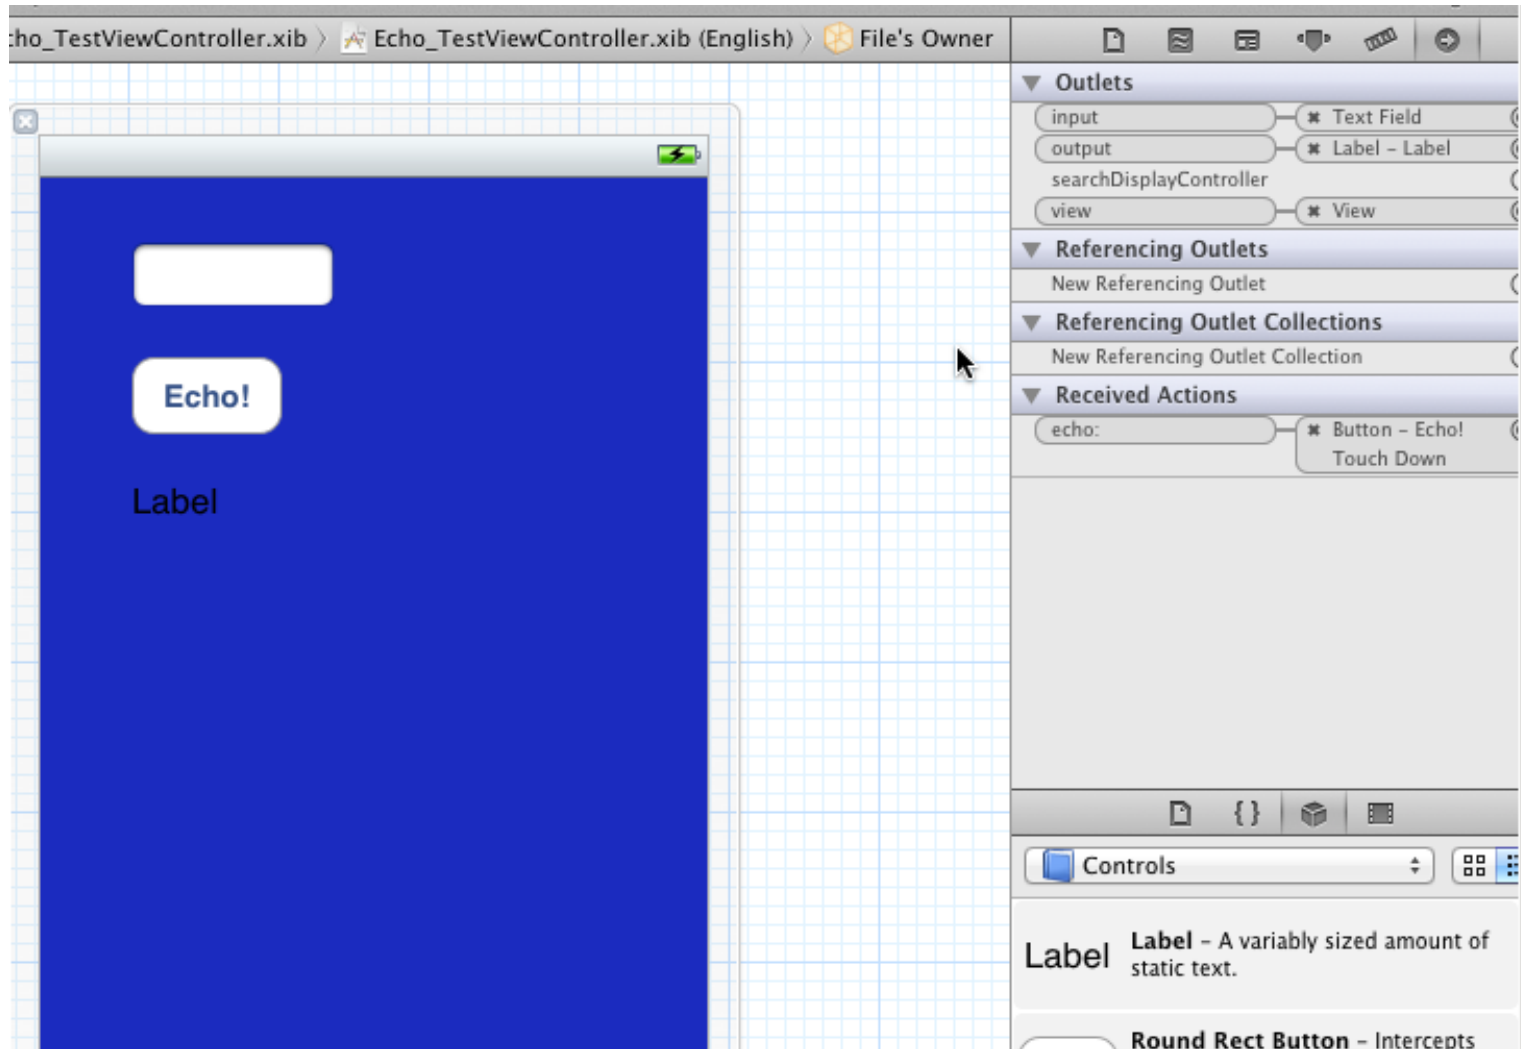 cho_TestViewController.xib 〉 Echo_TestViewController.xib (English) 〉 File's Owner
Echo!
Label
Outlets
input Text Field
output Label – Label
searchDisplayController
view View
Referencing Outlets
New Referencing Outlet
Referencing Outlet Collections
New Referencing Outlet Collection
Received Actions
echo: Button – Echo!
Touch Down
{ }
Controls
Label
Label – A variably sized amount of
static text.
Round Rect Button – Intercepts